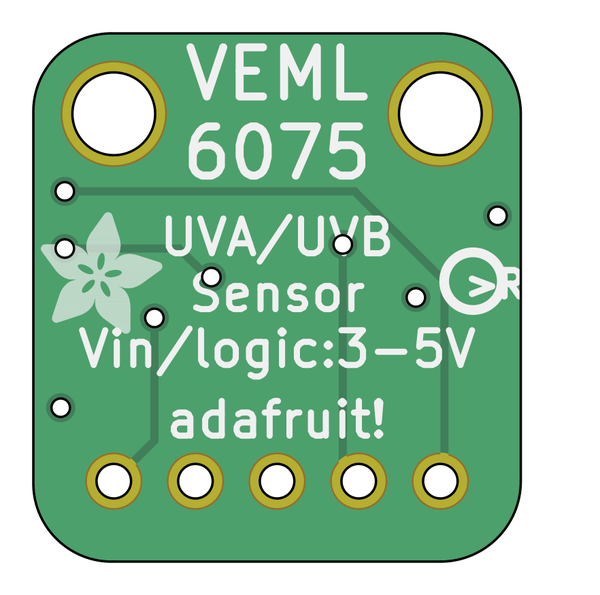 VEML
6075
UVA/UVB
Sensor
Vin/logic:3-5V
adafruit!
>R